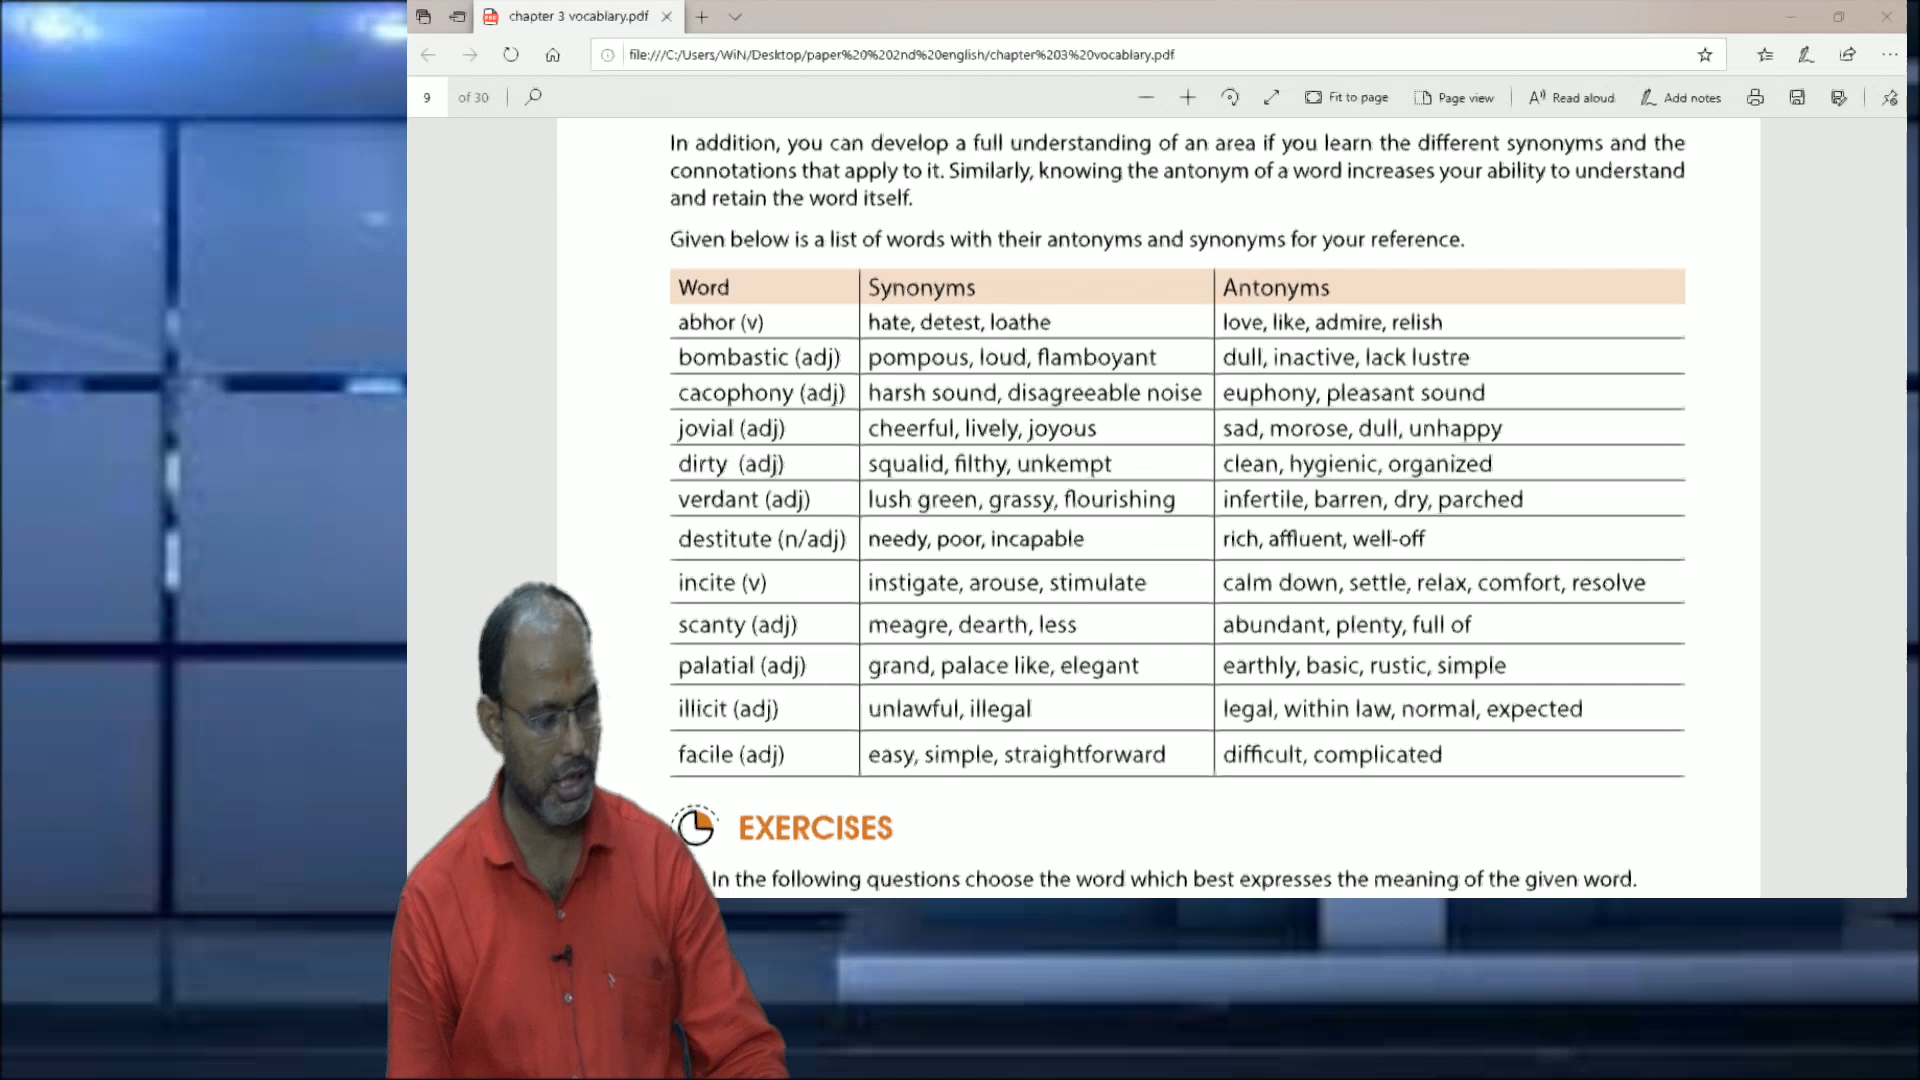 chapter 3 vocablary.pdf
file:///C:/Users/WiN/Desktop/paper%20%202nd%20english/chapter%203%20vocablary.pdf
9 of 30 Fit to page Page view Read aloud Add notes
In addition, you can develop a full understanding of an area if you learn the different synonyms and the
connotations that apply to it. Similarly, knowing the antonym of a word increases your ability to understand
and retain the word itself.
Given below is a list of words with their antonyms and synonyms for your reference.
Word Synonyms Antonyms
abhor (v) hate, detest, loathe love, like, admire, relish
bombastic (adj) pompous, loud, flamboyant dull, inactive, lack lustre
cacophony (adj) harsh sound, disagreeable noise euphony, pleasant sound
jovial (adj) cheerful, lively, joyous sad, morose, dull, unhappy
dirty (adj) squalid, filthy, unkempt clean, hygienic, organized
verdant (adj) lush green, grassy, flourishing infertile, barren, dry, parched
destitute (n/adj) needy, poor, incapable rich, affluent, well-off
incite (v) instigate, arouse, stimulate calm down, settle, relax, comfort, resolve
scanty (adj) meagre, dearth, less abundant, plenty, full of
palatial (adj) grand, palace like, elegant earthly, basic, rustic, simple
illicit (adj) unlawful, illegal legal, within law, normal, expected
facile (adj) easy, simple, straightforward difficult, complicated
EXERCISES
In the following questions choose the word which best expresses the meaning of the given word.